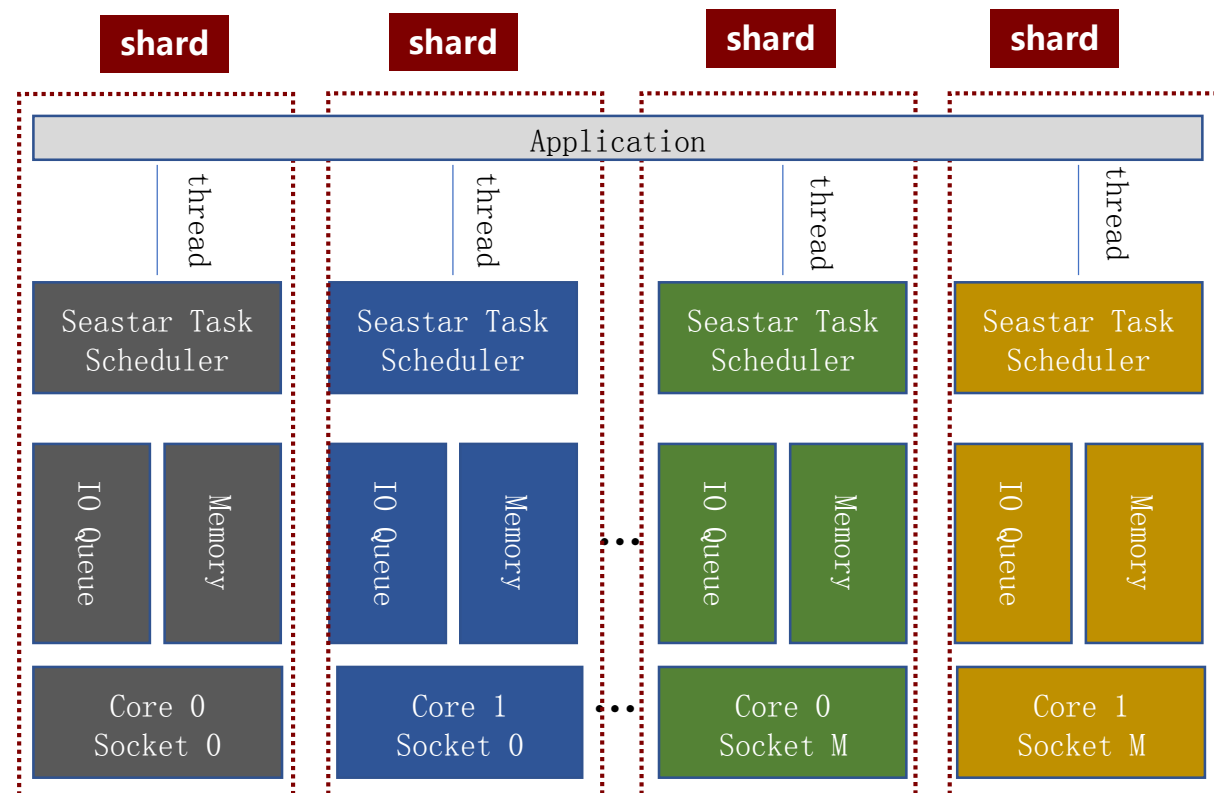 shard
shard
shard
shard
Application
thread
thread
thread
thread
Seastar Task
Scheduler
Seastar Task
Scheduler
Seastar Task
Scheduler
Seastar Task
Scheduler
IO Queue
Memory
IO Queue
Memory
...
IO Queue
Memory
IO Queue
Memory
Core 0
Socket 0
Core 1
Socket 0
...
Core 0
Socket M
Core 1
Socket M